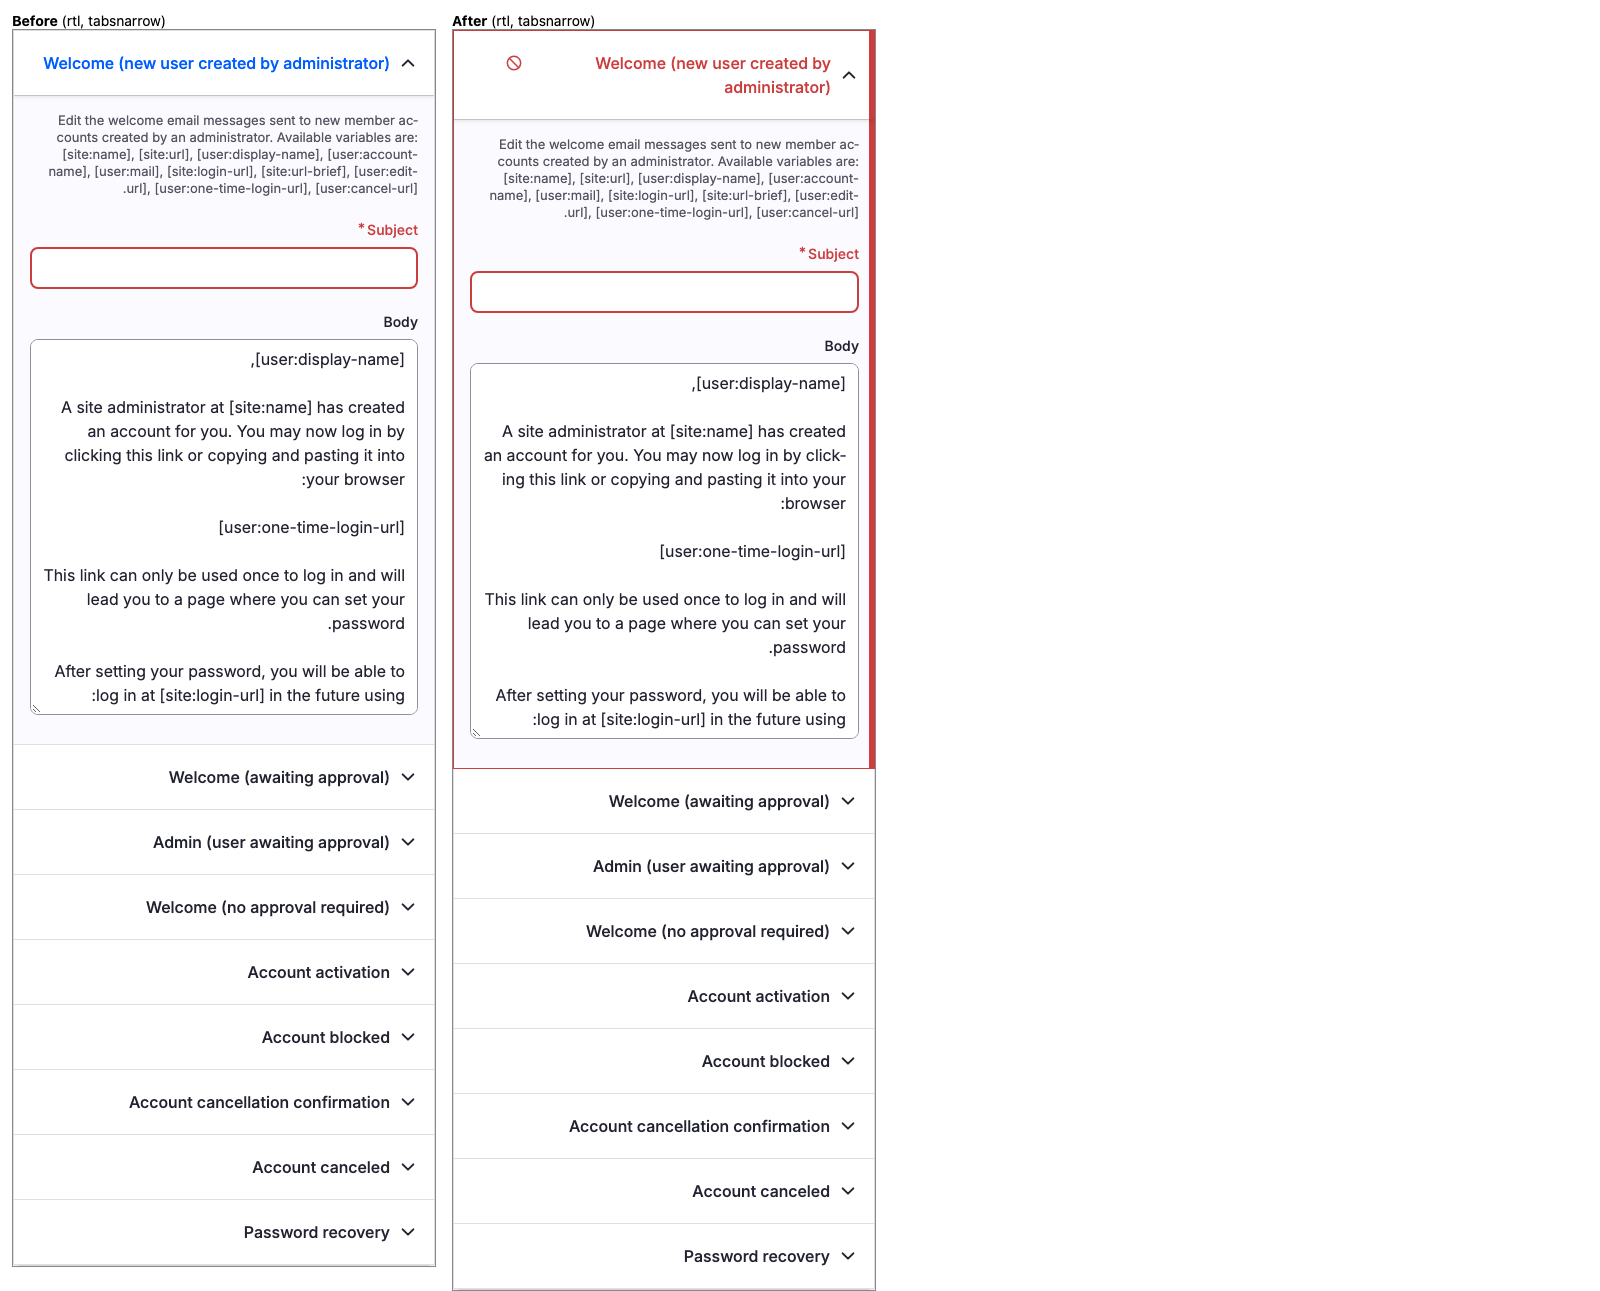 Before (rtl, tabsnarrow)
Welcome (new user created by administrator)
Edit the welcome email messages sent to new member ac-
counts created by an administrator. Available variables are:
[site:name], [site:url], [user:display-name], [user:account-
name], [user:mail], [site:login-url], [site:url-brief], [user:edit-
.url], [user:one-time-login-url], [user:cancel-url]
* Subject
Body
,[user:display-name]
A site administrator at [site:name] has created
an account for you. You may now log in by
clicking this link or copying and pasting it into
:your browser
[user:one-time-login-url]
This link can only be used once to log in and will
lead you to a page where you can set your
.password
After setting your password, you will be able to
:log in at [site:login-url] in the future using
Welcome (awaiting approval)
Admin (user awaiting approval)
Welcome (no approval required)
Account activation
Account blocked
Account cancellation confirmation
Account canceled
Password recovery
After (rtl, tabsnarrow)
Welcome (new user created by
administrator)
Edit the welcome email messages sent to new member ac-
counts created by an administrator. Available variables are:
[site:name], [site:url], [user:display-name], [user:account-
name], [user:mail], [site:login-url], [site:url-brief], [user:edit-
.url], [user:one-time-login-url], [user:cancel-url]
* Subject
Body
,[user:display-name]
A site administrator at [site:name] has created
an account for you. You may now log in by click-
ing this link or copying and pasting it into your
:browser
[user:one-time-login-url]
This link can only be used once to log in and will
lead you to a page where you can set your
.password
After setting your password, you will be able to
:log in at [site:login-url] in the future using
Welcome (awaiting approval)
Admin (user awaiting approval)
Welcome (no approval required)
Account activation
Account blocked
Account cancellation confirmation
Account canceled
Password recovery